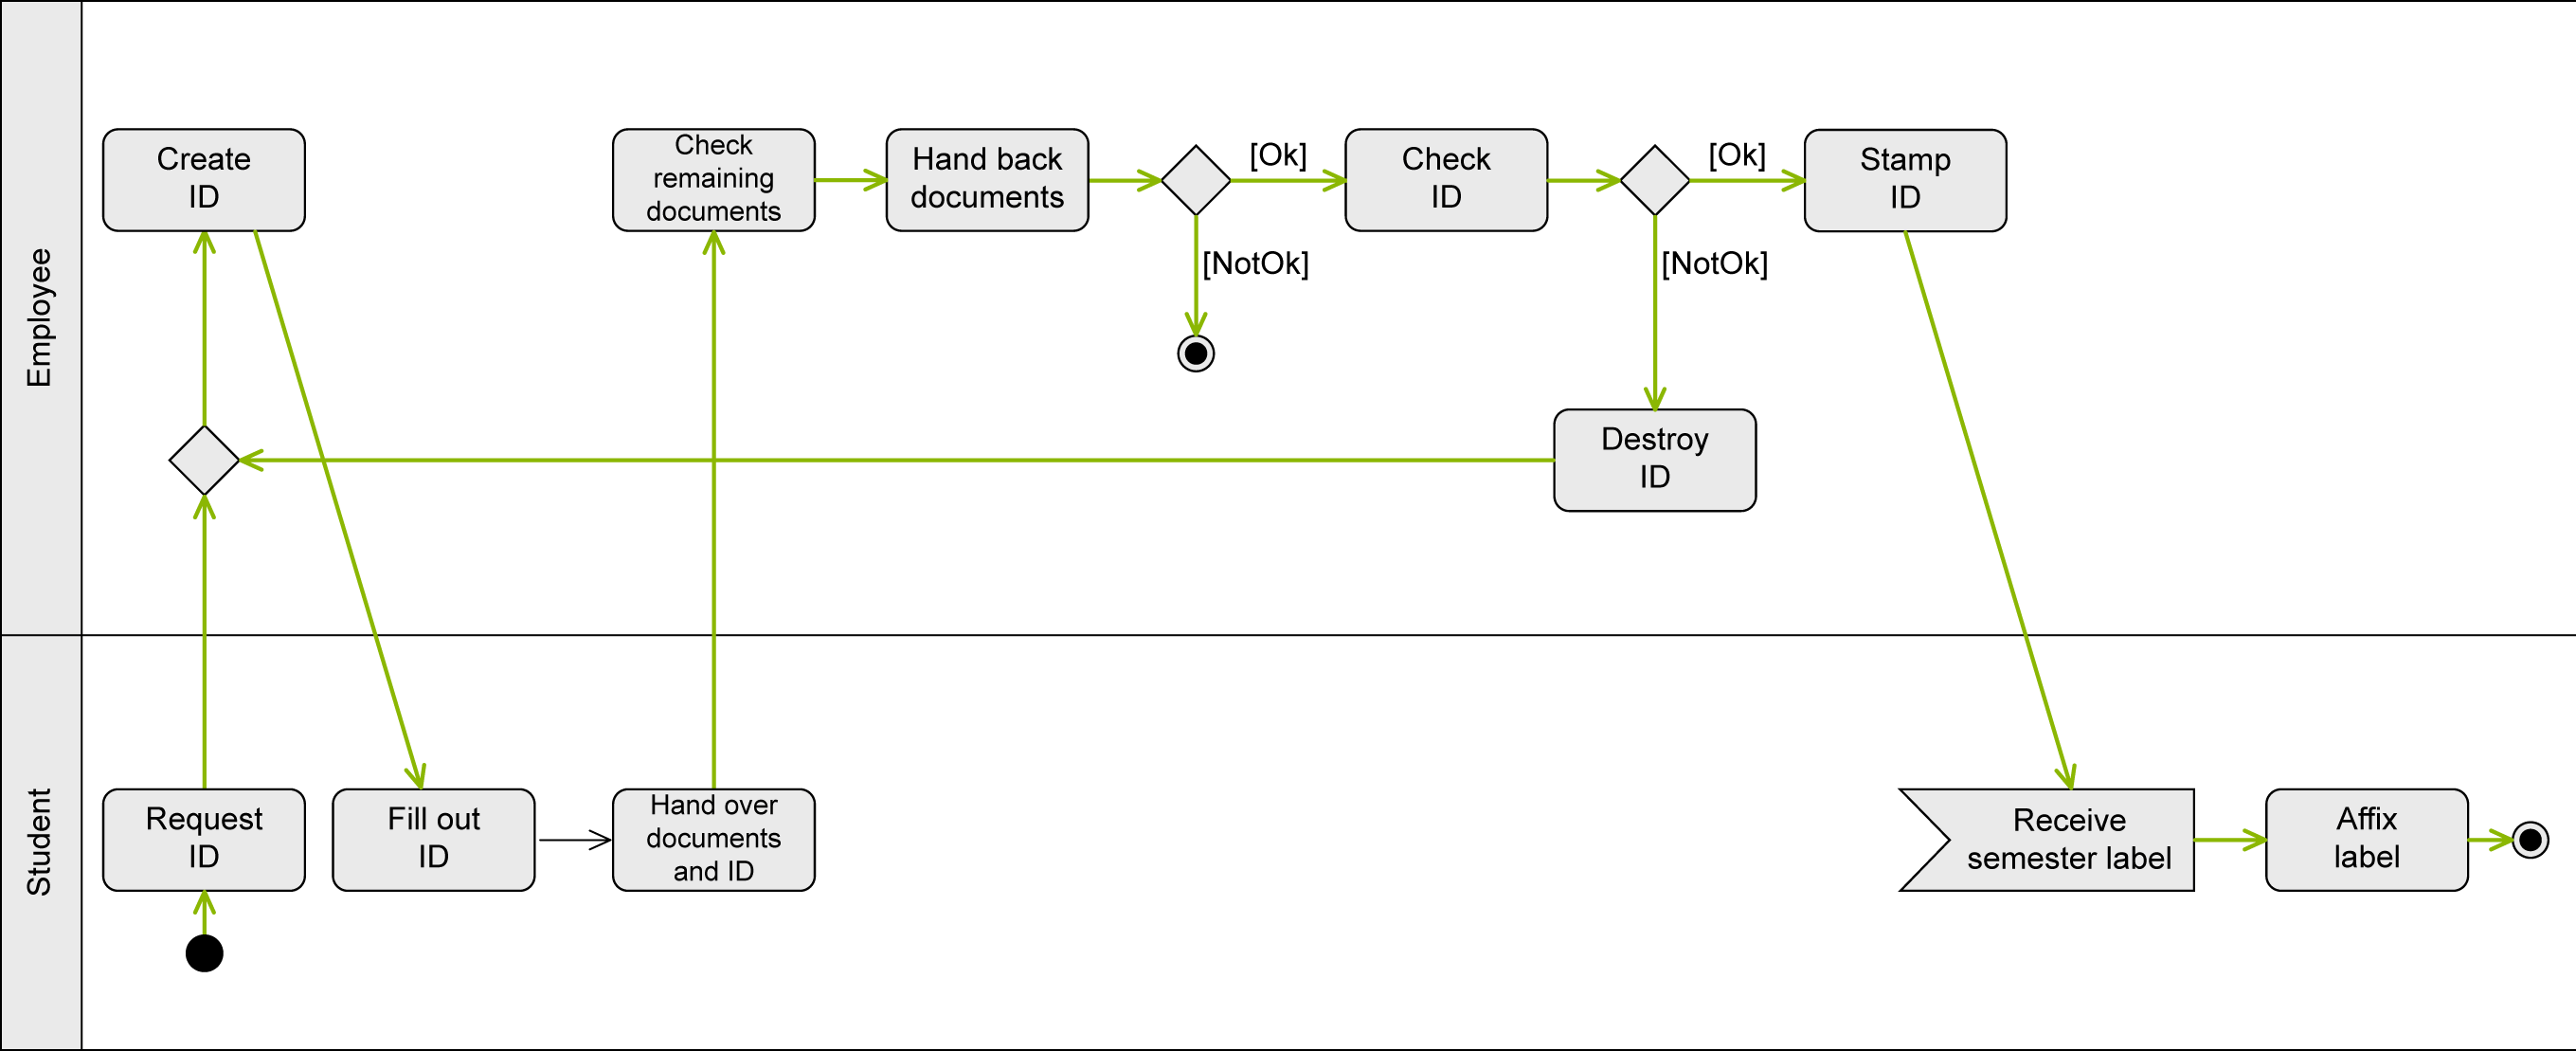 Employee
Create
ID
Check
remaining
documents
Hand back
documents
[Ok]
[NotOk]
Check
ID
[Ok]
[NotOk]
Stamp
ID
Destroy
ID
Student
Request
ID
Fill out
ID
Hand over
documents
and ID
Receive
semester label
Affix
label